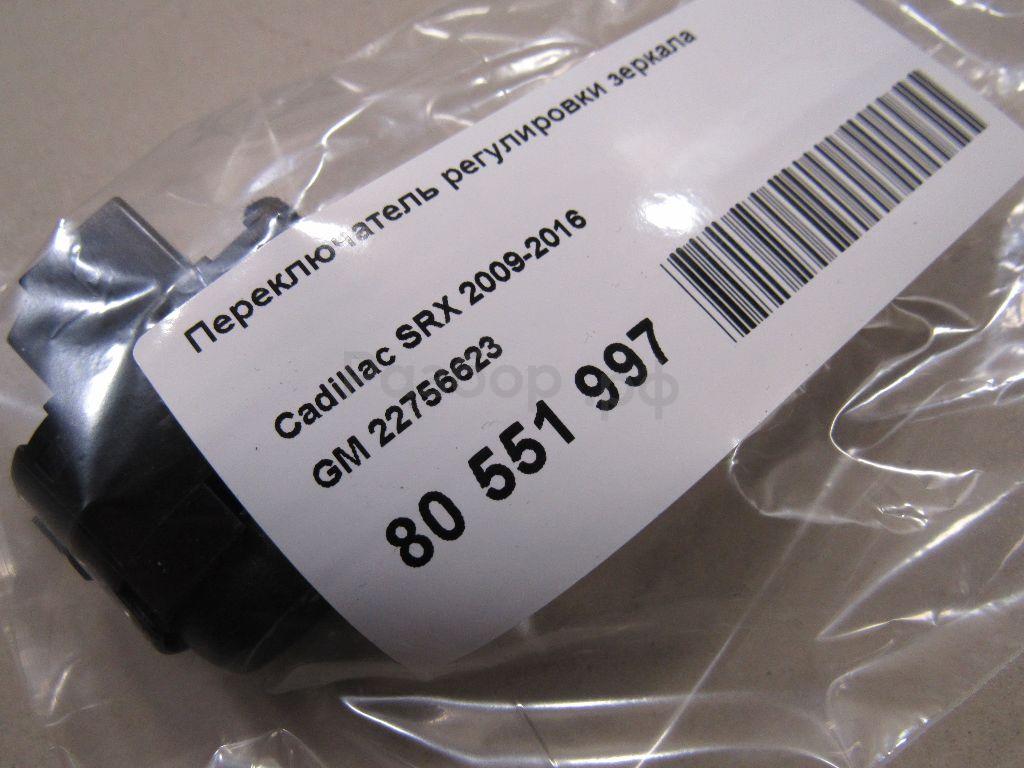 Переключатель регулировки зеркала
Cadillac SRX 2009-2016
GM 22756623
80 551 997